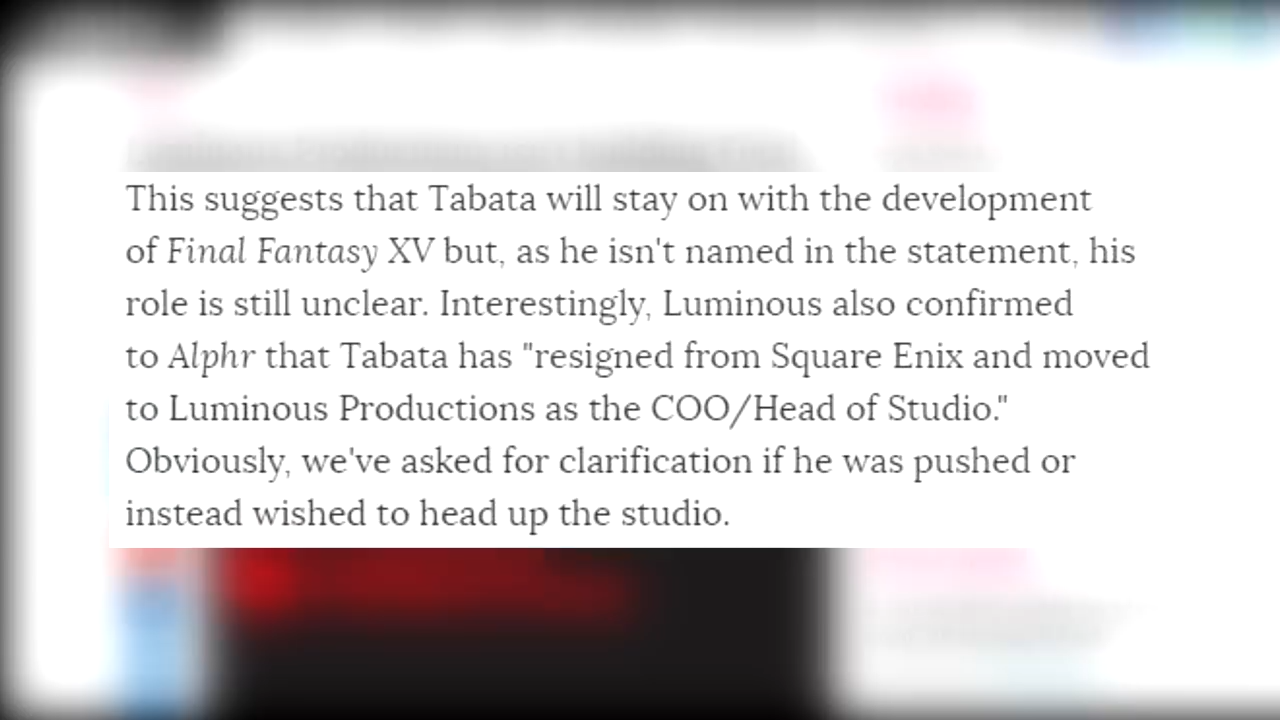 This suggests that Tabata will stay on with the development
of Final Fantasy XV but, as he isn't named in the statement, his
role is still unclear. Interestingly, Luminous also confirmed
to Alphr that Tabata has "resigned from Square Enix and moved
to Luminous Productions as the COO/Head of Studio."
Obviously, we've asked for clarification if he was pushed or
instead wished to head up the studio.